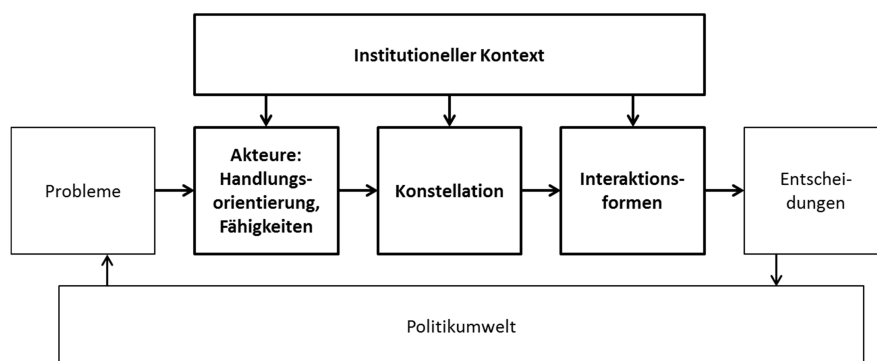 Institutioneller Kontext
Probleme
Akteure:
Handlungs-
orientierung,
Fähigkeiten
Konstellation
Interaktions-
formen
Entschei-
dungen
Politikumwelt